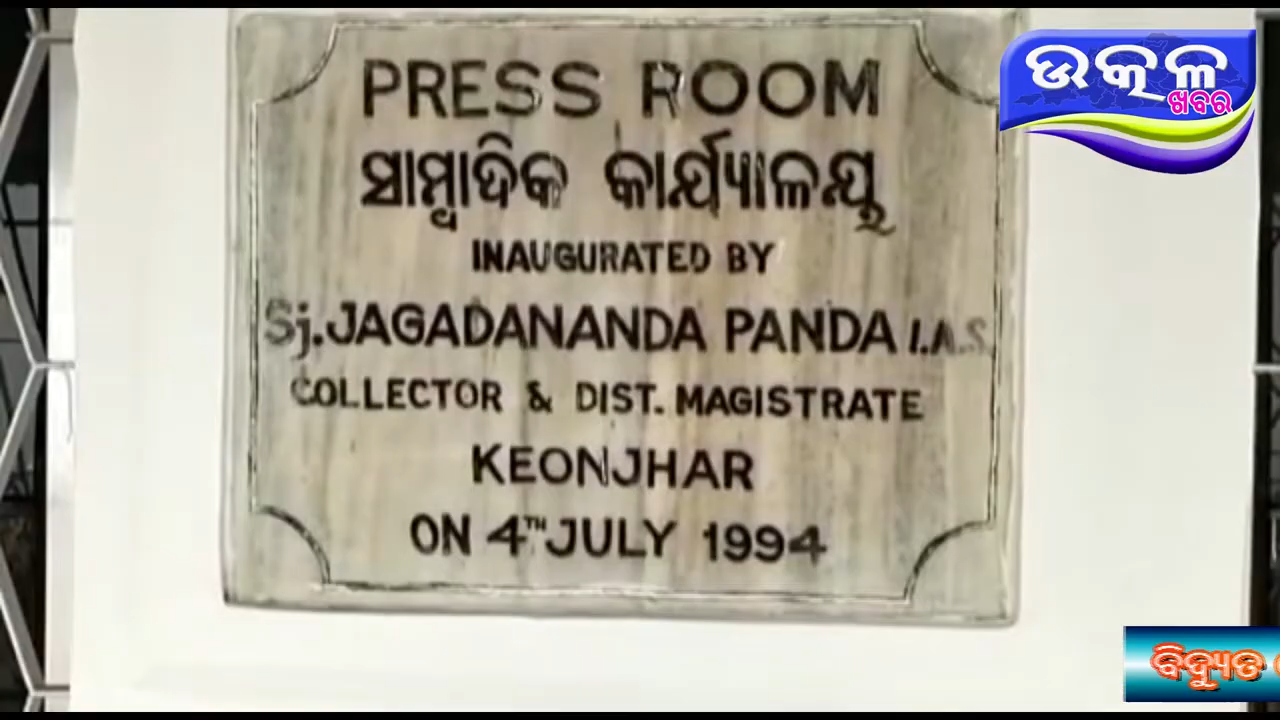 PRESS ROOM
ସାମ୍ବାଦିକ କାର୍ଯ୍ୟାଳୟ
INAUGURATED BY
Sj. JAGADANANDA PANDA I.A.S.
COLLECTOR & DIST. MAGISTRATE
KEONJHAR
ON 4TH JULY 1994
ଉତ୍କଳ
ଖବର
ବିଦ୍ୟୁତ